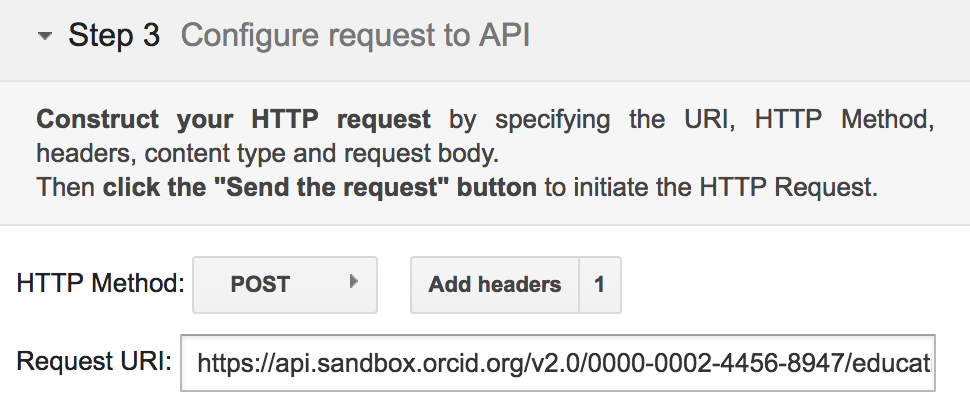 Step 3 Configure request to API
Construct your HTTP request by specifying the URI, HTTP Method,
headers, content type and request body.
Then click the "Send the request" button to initiate the HTTP Request.
HTTP Method: POST Add headers 1
Request URI: https://api.sandbox.orcid.org/v2.0/0000-0002-4456-8947/educat